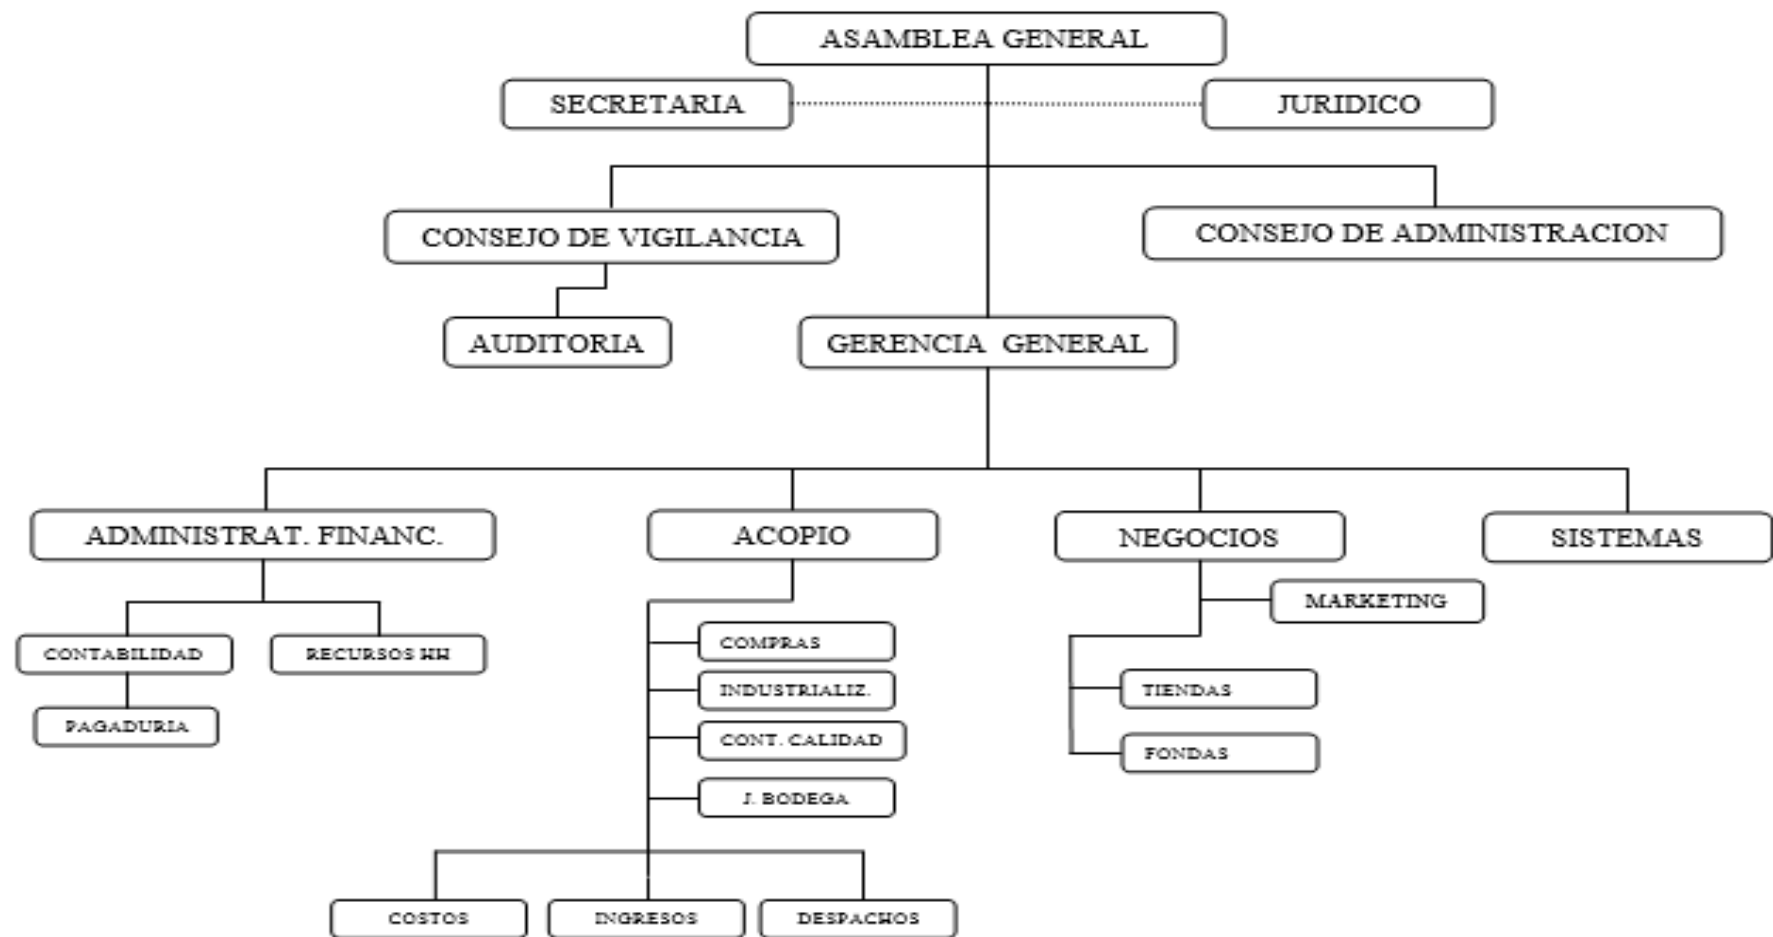 ASAMBLEA GENERAL
SECRETARIA
JURIDICO
CONSEJO DE VIGILANCIA
CONSEJO DE ADMINISTRACION
AUDITORIA
GERENCIA GENERAL
ADMINISTRAT. FINANC.
ACOPIO
NEGOCIOS
SISTEMAS
CONTABILIDAD
RECURSOS HH
PAGADURIA
COMPRAS
INDUSTRIALIZ.
CONT. CALIDAD
J. BODEGA
MARKETING
TIENDAS
FONDAS
COSTOS
INGRESOS
DESPACHOS